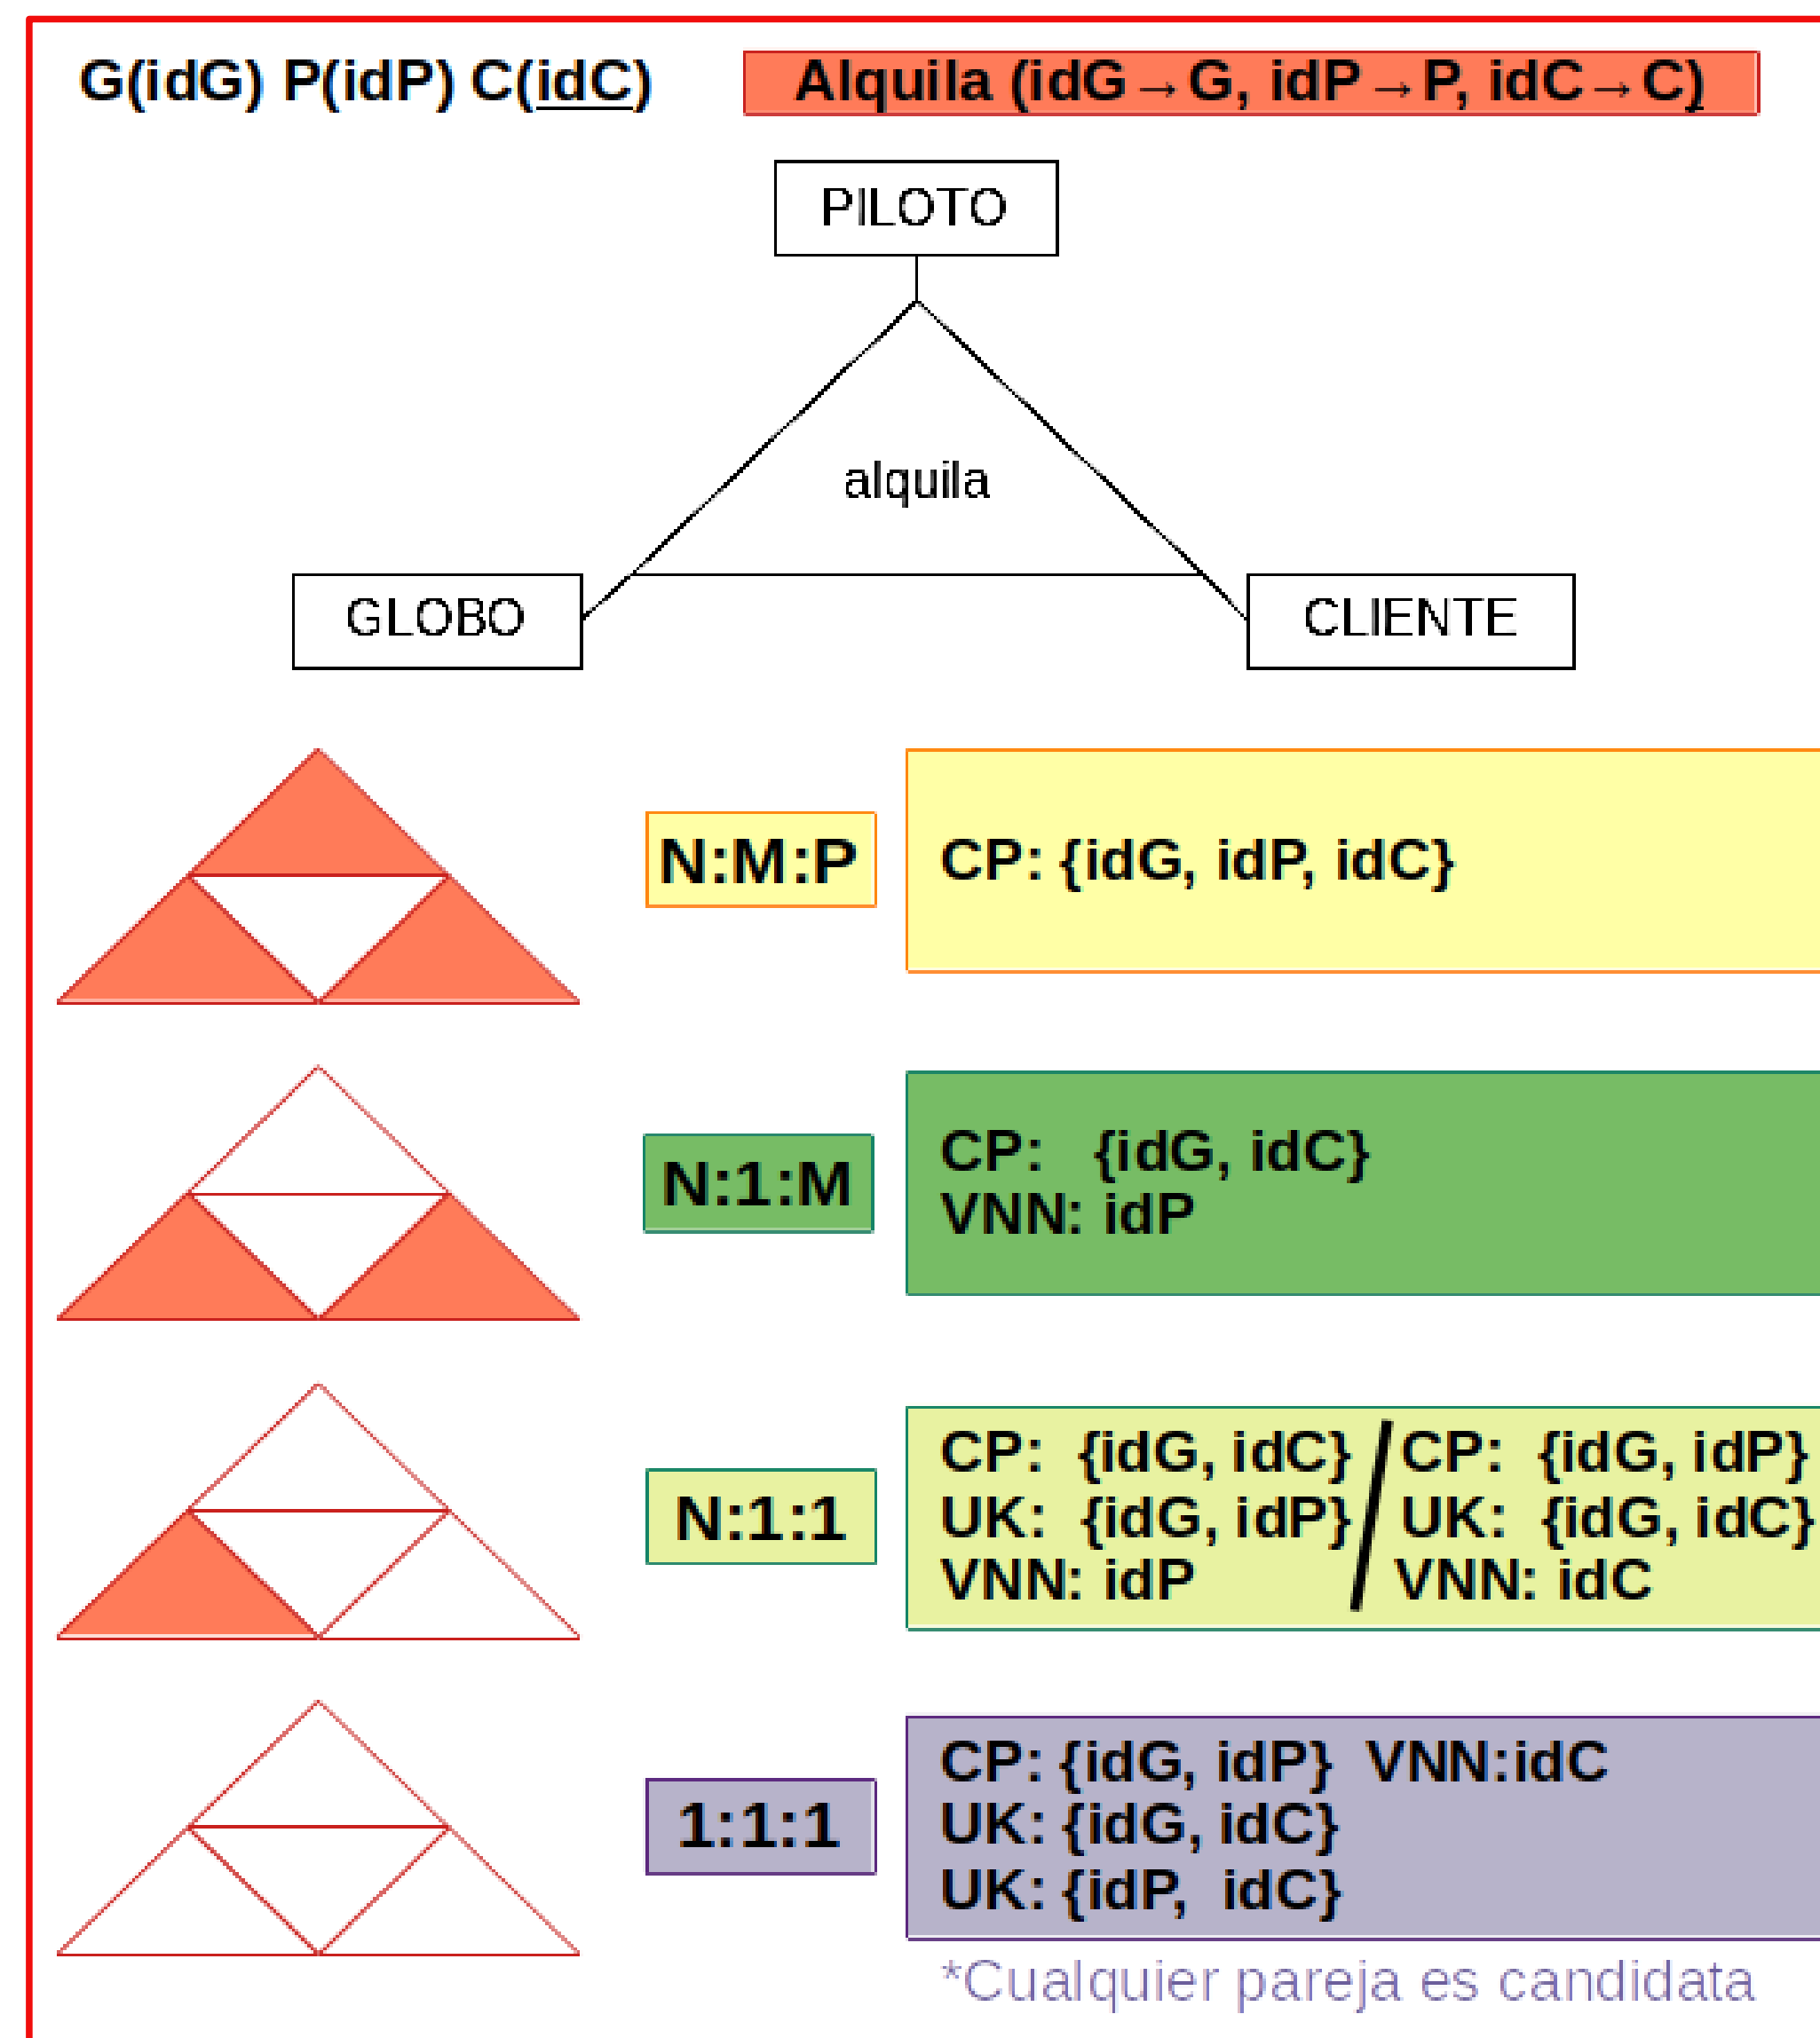 G(idG) P(idP) C(idC)
Alquila (idG→G, idP→P, idC→C)
PILOTO
alquila
GLOBO
CLIENTE
N:M:P
CP: {idG, idP, idC}
N:1:M
CP: {idG, idC}
VNN: idP
N:1:1
CP: {idG, idC} / CP: {idG, idP}
UK: {idG, idP} UK: {idG, idC}
VNN: idP VNN: idC
1:1:1
CP: {idG, idP} VNN:idC
UK: {idG, idC}
UK: {idP, idC}
*Cualquier pareja es candidata